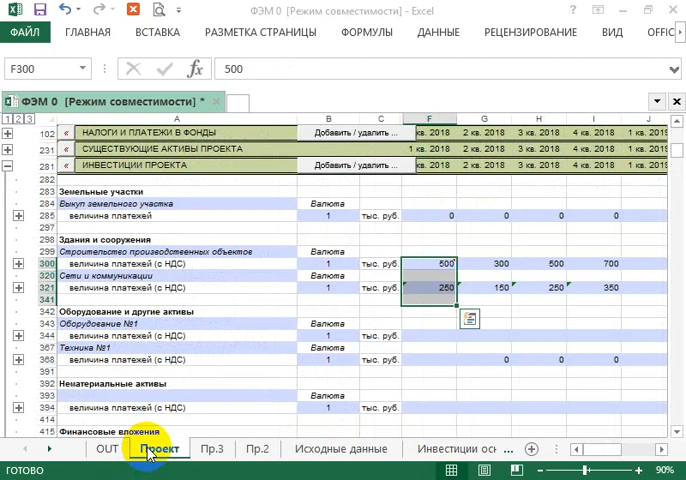 ФЭМ 0 [Режим совместимости] - Excel
ФАЙЛ ГЛАВНАЯ ВСТАВКА РАЗМЕТКА СТРАНИЦЫ ФОРМУЛЫ ДАННЫЕ РЕЦЕНЗИРОВАНИЕ ВИД OFFIC
F300 fx 500
ФЭМ 0 [Режим совместимости] *
1 2 3 A B C F G H I J
102 « НАЛОГИ И ПЛАТЕЖИ В ФОНДЫ Добавить / удалить ... кв. 2018 2 кв. 2018 3 кв. 2018 4 кв. 2018 1 кв. 2019
231 « СУЩЕСТВУЮЩИЕ АКТИВЫ ПРОЕКТА 1 кв. 2018 2 кв. 2018 3 кв. 2018 4 кв. 2018 1 кв. 2019
281 « ИНВЕСТИЦИИ ПРОЕКТА Добавить / удалить ... кв. 2018 2 кв. 2018 3 кв. 2018 4 кв. 2018 1 кв. 2019
282
283 Земельные участки
284 Выкуп земельного участка Валюта
285 величина платежей 1 тыс. руб. 0 0 0 0
297
298 Здания и сооружения
299 Строительство производственных объектов Валюта
300 величина платежей (с НДС) 1 тыс. руб. 500 300 500 700
320 Сети и коммуникации Валюта
321 величина платежей (с НДС) 1 тыс. руб. 250 150 250 350
341
342 Оборудование и другие активы
343 Оборудование №1 Валюта
344 величина платежей (с НДС) 1 тыс. руб.
367 Техника №1 Валюта
368 величина платежей (с НДС) 1 тыс. руб. 0 0 0
391
392 Нематериальные активы
393 Валюта
394 величина платежей (с НДС) 1 тыс. руб.
414
415 Финансовые вложения
OUT Проект Пр.3 Пр.2 Исходные данные Инвестиции осн ...
ГОТОВО 90%